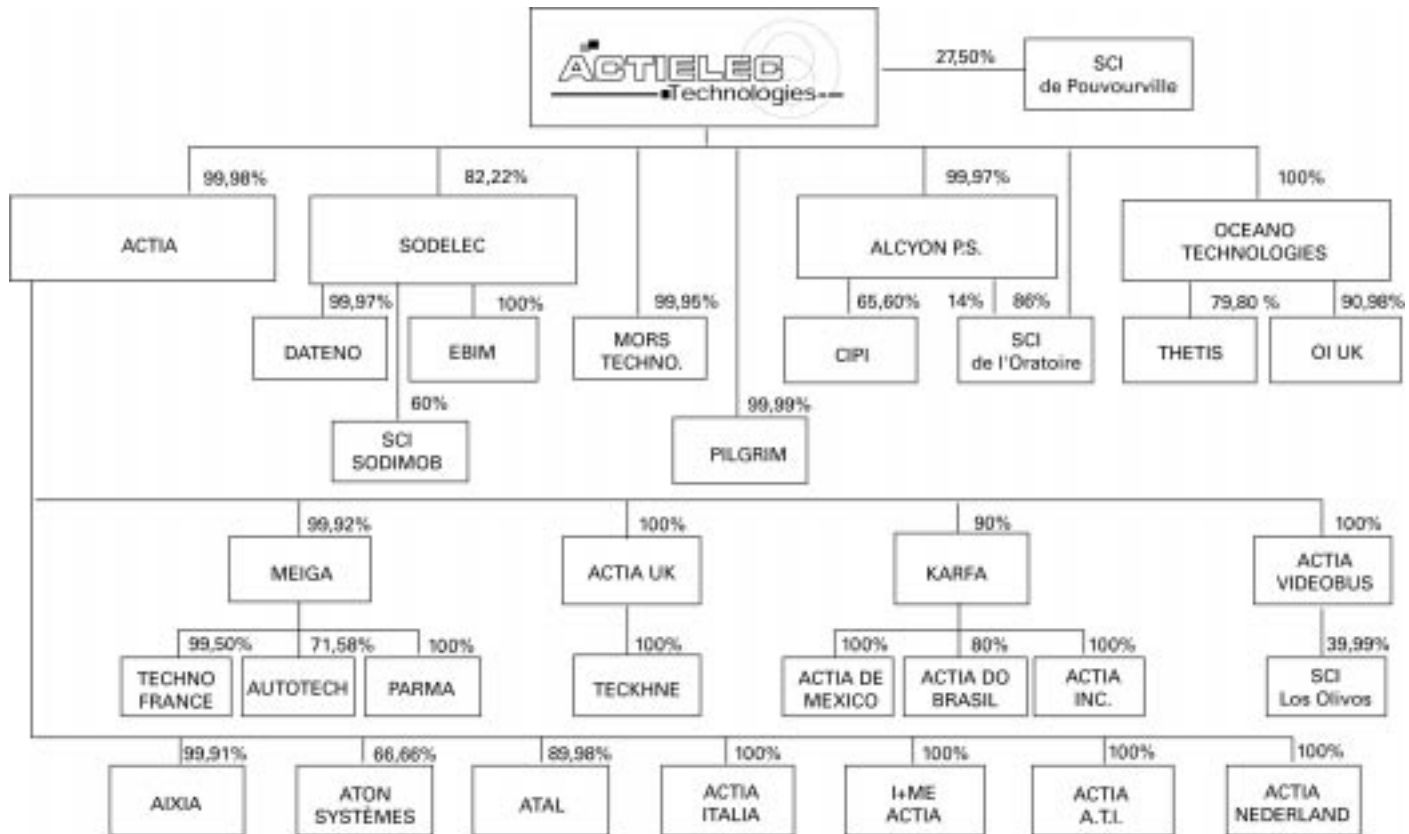 ACTIELEC
Technologies
27,50%
SCI
de Pouvourville
99,98%
82,22%
99,97%
100%
ACTIA
SODELEC
ALCYON P.S.
OCEANO
TECHNOLOGIES
99,97%
100%
99,95%
65,60%
14%
86%
79,80 %
90,98%
DATENO
EBIM
MORS
TECHNO.
CIPI
SCI
de l'Oratoire
THETIS
OI UK
60%
99,99%
SCI
SODIMOB
PILGRIM
99,92%
100%
90%
100%
MEIGA
ACTIA UK
KARFA
ACTIA
VIDEOBUS
99,50%
71,58%
100%
100%
100%
80%
100%
39,99%
TECHNO
FRANCE
AUTOTECH
PARMA
TECKHNE
ACTIA DE
MEXICO
ACTIA DO
BRASIL
ACTIA
INC.
SCI
Los Olivos
99,91%
66,66%
89,98%
100%
100%
100%
100%
AIXIA
ATON
SYSTÈMES
ATAL
ACTIA
ITALIA
I+ME
ACTIA
ACTIA
A.T.I.
ACTIA
NEDERLAND